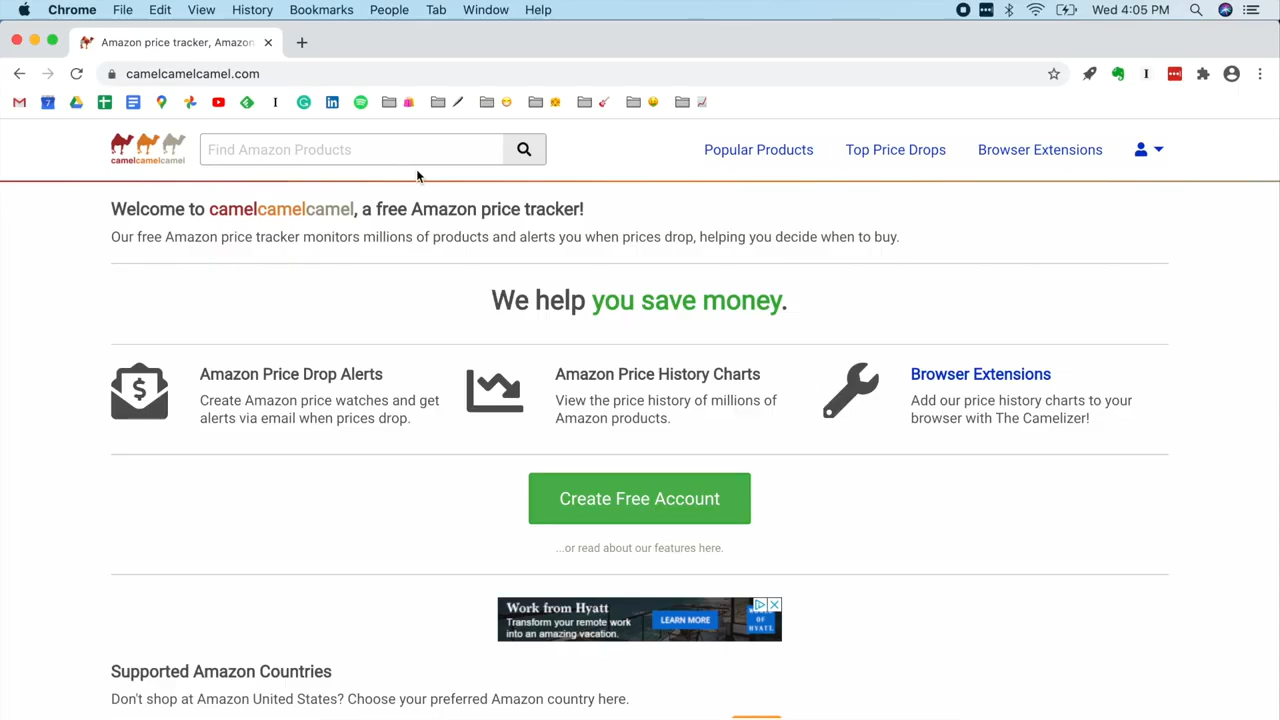 Chrome File Edit View History Bookmarks People Tab Window Help Wed 4:05 PM
Amazon price tracker, Amazon
camelcamelcamel.com
camelcamelcamel
Find Amazon Products
Popular Products Top Price Drops Browser Extensions
Welcome to camelcamelcamel, a free Amazon price tracker!
Our free Amazon price tracker monitors millions of products and alerts you when prices drop, helping you decide when to buy.
We help you save money.
Amazon Price Drop Alerts
Create Amazon price watches and get
alerts via email when prices drop.
Amazon Price History Charts
View the price history of millions of
Amazon products.
Browser Extensions
Add our price history charts to your
browser with The Camelizer!
Create Free Account
...or read about our features here.
Work from Hyatt
Transform your remote work
into an amazing vacation.
LEARN MORE
OF
HYATT
Supported Amazon Countries
Don't shop at Amazon United States? Choose your preferred Amazon country here.